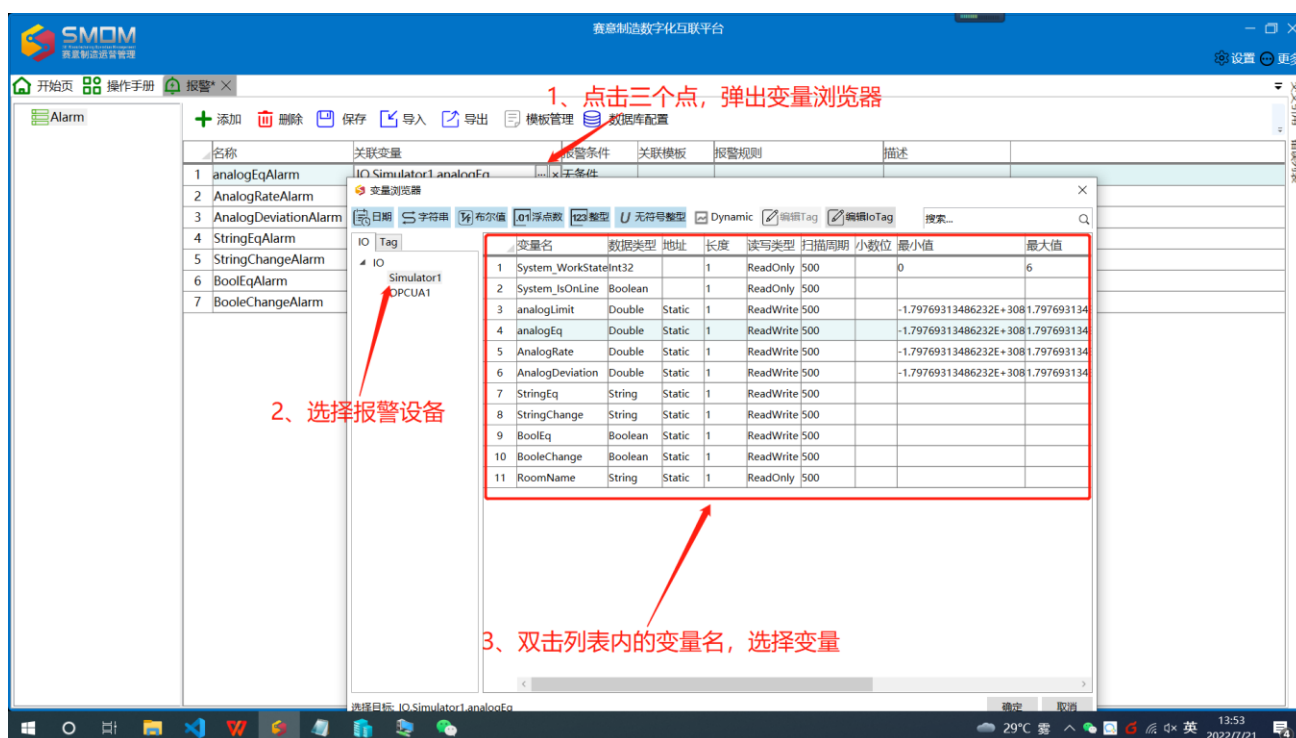 赛意制造数字化互联平台
SMOM
赛意制造运营管理
设置 更多
开始页 操作手册 报警*
1、点击三个点，弹出变量浏览器
Alarm
添加 删除 保存 导入 导出 模板管理 数据库配置
名称 关联变量 报警条件 关联模板 报警规则 描述
1 analogEqAlarm IO.Simulator1.analogEq ... × 无条件
2 AnalogRateAlarm
3 AnalogDeviationAlarm
4 StringEqAlarm
5 StringChangeAlarm
6 BoolEqAlarm
7 BooleChangeAlarm
变量浏览器
日期 字符串 布尔值 .01 浮点数 123 整型 U 无符号整型 Dynamic 编辑Tag 编辑IoTag 搜索...
IO Tag
IO
Simulator1
OPCUA1
变量名 数据类型 地址 长度 读写类型 扫描周期 小数位 最小值 最大值
1 System_WorkState Int32 1 ReadOnly 500 0 6
2 System_IsOnLine Boolean 1 ReadOnly 500
3 analogLimit Double Static 1 ReadWrite 500 -1.79769313486232E+308 1.797693134
4 analogEq Double Static 1 ReadWrite 500 -1.79769313486232E+308 1.797693134
5 AnalogRate Double Static 1 ReadWrite 500 -1.79769313486232E+308 1.797693134
6 AnalogDeviation Double Static 1 ReadWrite 500 -1.79769313486232E+308 1.797693134
7 StringEq String Static 1 ReadWrite 500
8 StringChange String Static 1 ReadWrite 500
9 BoolEq Boolean Static 1 ReadWrite 500
10 BooleChange Boolean Static 1 ReadWrite 500
11 RoomName String Static 1 ReadOnly 500
2、选择报警设备
3、双击列表内的变量名，选择变量
选择目标: IO.Simulator1.analogEq
确定 取消
29°C 雾 英 13:53
2022/7/21